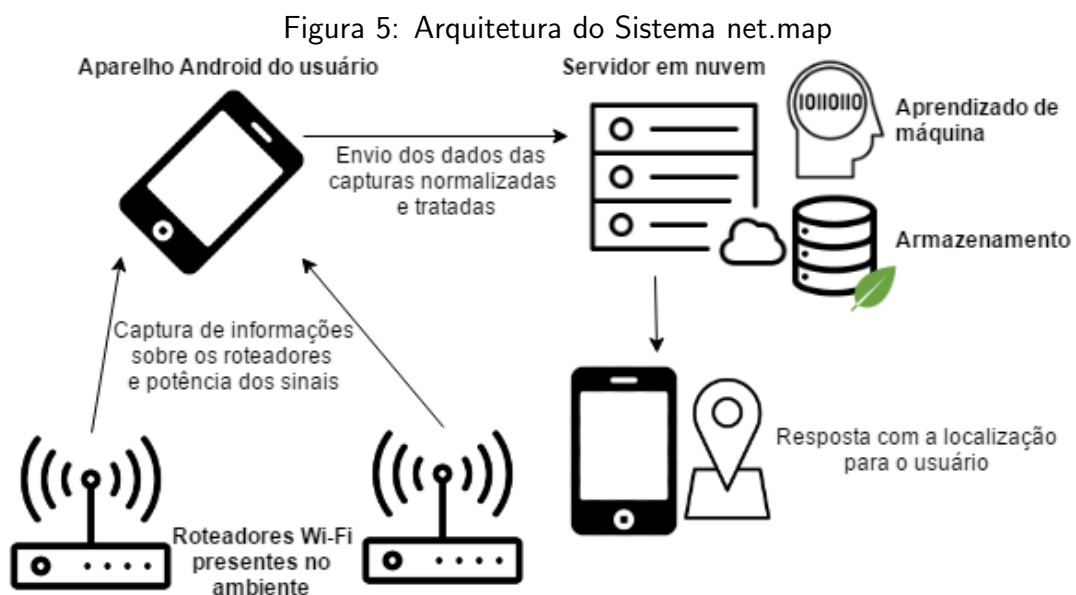 Figura 5: Arquitetura do Sistema net.map
Aparelho Android do usuário
Servidor em nuvem
10110110
Aprendizado de
máquina
Envio dos dados das
capturas normalizadas
e tratadas
Armazenamento
Captura de informações
sobre os roteadores
e potência dos sinais
Resposta com a localização
para o usuário
Roteadores Wi-Fi
presentes no
ambiente